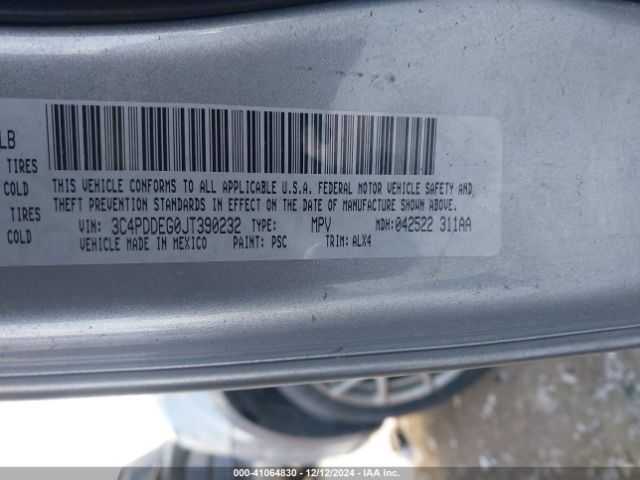 LB
TIRES
COLD
TIRES
COLD
THIS VEHICLE CONFORMS TO ALL APPLICABLE U.S.A. FEDERAL MOTOR VEHICLE SAFETY AND
THEFT PREVENTION STANDARDS IN EFFECT ON THE DATE OF MANUFACTURE SHOWN ABOVE.
VIN: 3C4PDDEG0JT390232 TYPE: MPV MDH: 042522 311AA
VEHICLE MADE IN MEXICO PAINT: PSC TRIM: ALX4
000-41064830 - 12/12/2024 - IAA Inc.